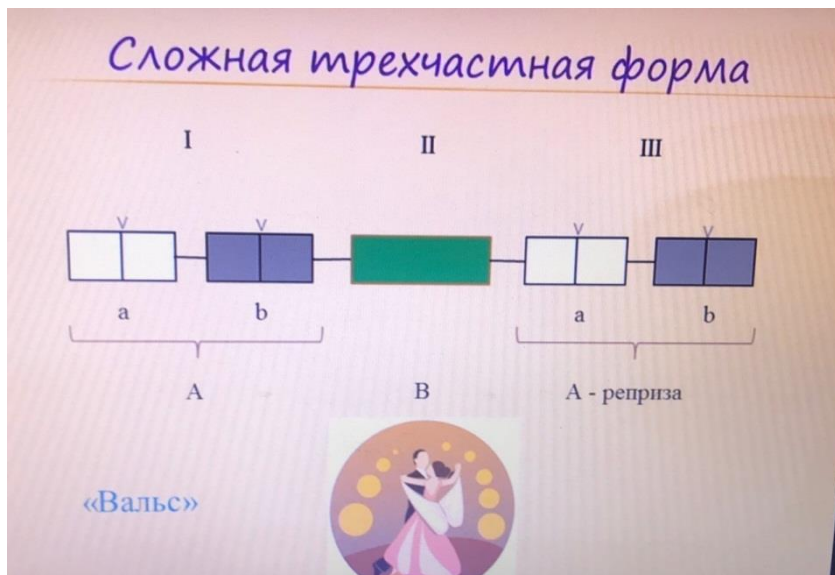 Сложная трехчастная форма
I II III
V V V V
a b a b
A B А - реприза
«Вальс»